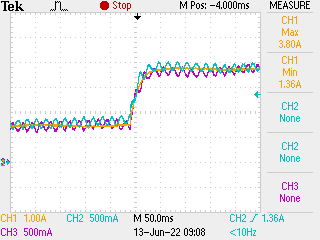 Tek Stop M Pos: -4.000ms MEASURE
CH1
Max
3.80A
CH1
Min
1.36A
CH2
None
CH2
None
CH3
None
CH1 1.00A CH2 500mA M 50.0ms CH2 1.36A
CH3 500mA 13-Jun-22 09:08 <10Hz